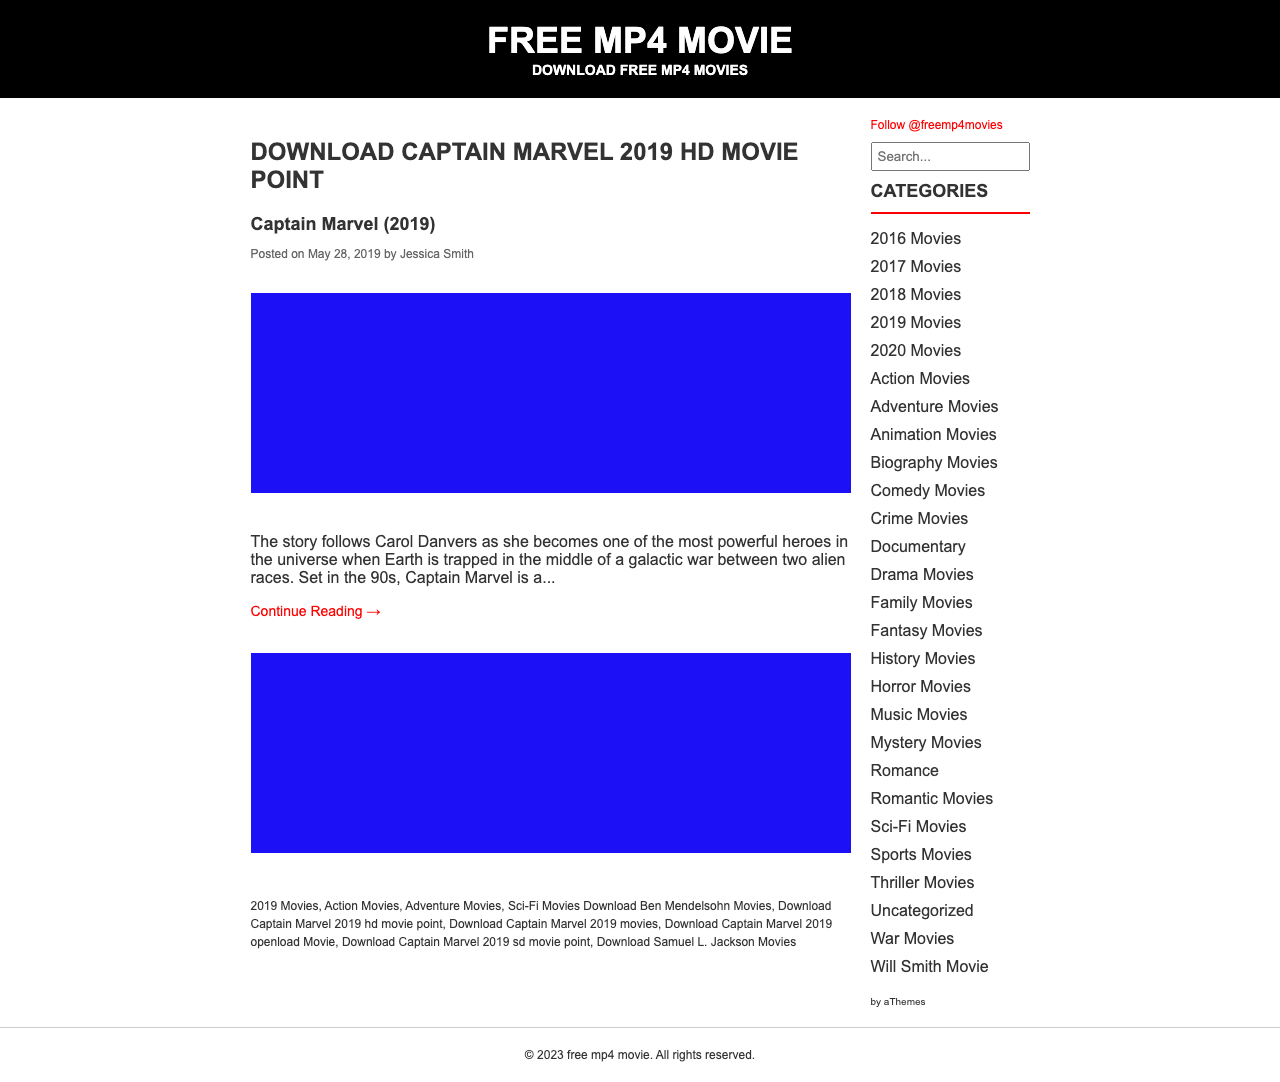 FREE MP4 MOVIE
DOWNLOAD FREE MP4 MOVIES
DOWNLOAD CAPTAIN MARVEL 2019 HD MOVIE
POINT
Captain Marvel (2019)
Posted on May 28, 2019 by Jessica Smith
The story follows Carol Danvers as she becomes one of the most powerful heroes in
the universe when Earth is trapped in the middle of a galactic war between two alien
races. Set in the 90s, Captain Marvel is a...
Continue Reading →
2019 Movies, Action Movies, Adventure Movies, Sci-Fi Movies Download Ben Mendelsohn Movies, Download
Captain Marvel 2019 hd movie point, Download Captain Marvel 2019 movies, Download Captain Marvel 2019
openload Movie, Download Captain Marvel 2019 sd movie point, Download Samuel L. Jackson Movies
Follow @freemp4movies
Search...
CATEGORIES
2016 Movies
2017 Movies
2018 Movies
2019 Movies
2020 Movies
Action Movies
Adventure Movies
Animation Movies
Biography Movies
Comedy Movies
Crime Movies
Documentary
Drama Movies
Family Movies
Fantasy Movies
History Movies
Horror Movies
Music Movies
Mystery Movies
Romance
Romantic Movies
Sci-Fi Movies
Sports Movies
Thriller Movies
Uncategorized
War Movies
Will Smith Movie
by aThemes
© 2023 free mp4 movie. All rights reserved.